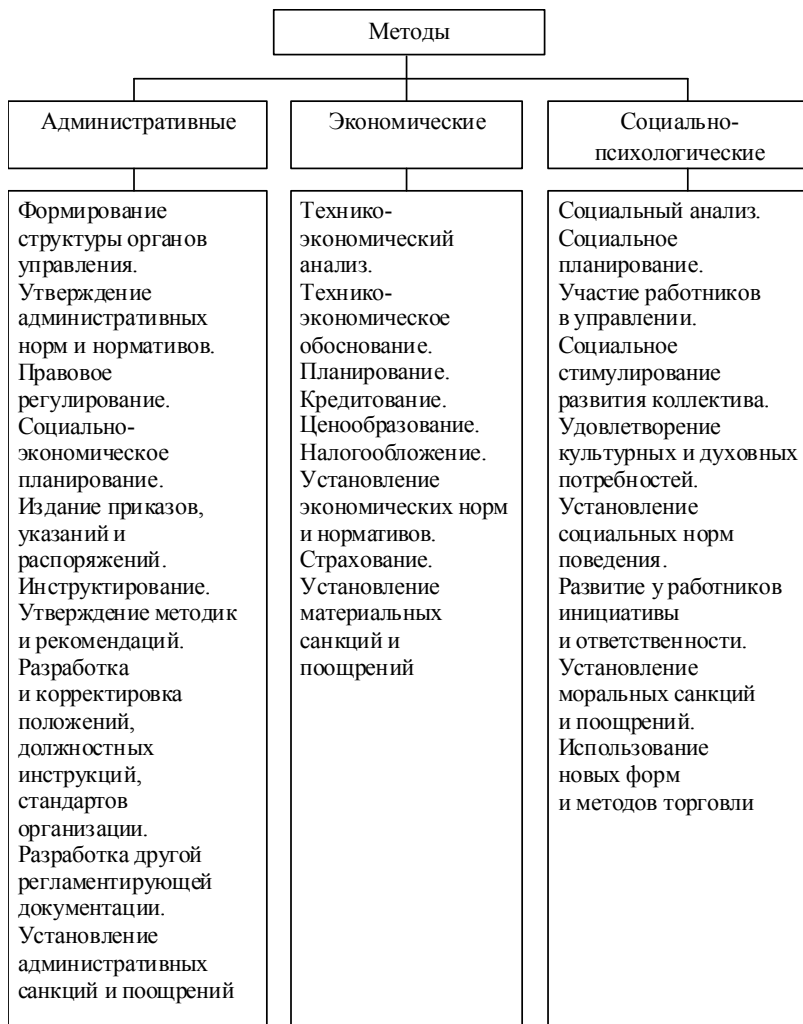 Методы
Административные
Экономические
Социально-
психологические
Формирование
структуры органов
управления.
Утверждение
административных
норм и нормативов.
Правовое
регулирование.
Социально-
экономическое
планирование.
Издание приказов,
указаний и
распоряжений.
Инструктирование.
Утверждение методик
и рекомендаций.
Разработка
и корректировка
положений,
должностных
инструкций,
стандартов
организации.
Разработка другой
регламентирующей
документации.
Установление
административных
санкций и поощрений
Технико-
экономический
анализ.
Технико-
экономическое
обоснование.
Планирование.
Кредитование.
Ценообразование.
Налогообложение.
Установление
экономических норм
и нормативов.
Страхование.
Установление
материальных
санкций и
поощрений
Социальный анализ.
Социальное
планирование.
Участие работников
в управлении.
Социальное
стимулирование
развития коллектива.
Удовлетворение
культурных и духовных
потребностей.
Установление
социальных норм
поведения.
Развитие у работников
инициативы
и ответственности.
Установление
моральных санкций
и поощрений.
Использование
новых форм
и методов торговли